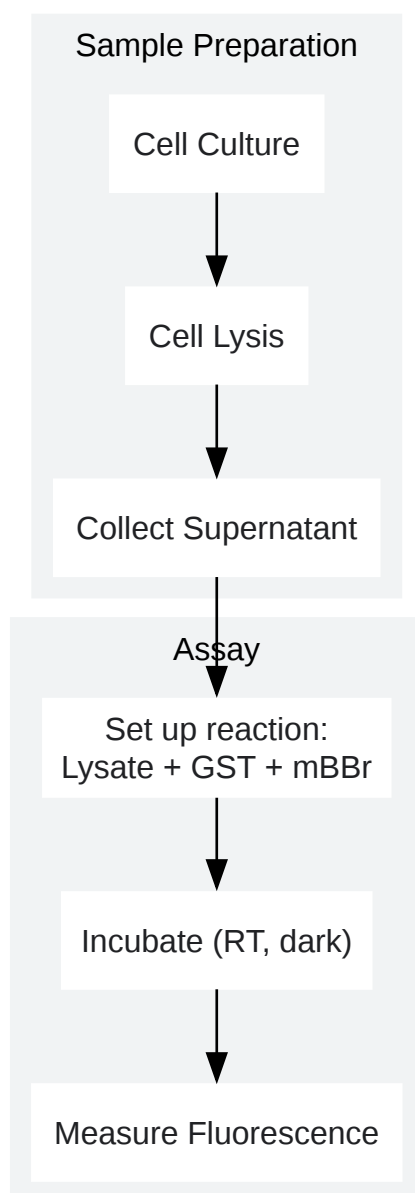 Sample Preparation
Cell Culture
Cell Lysis
Collect Supernatant
Assay
Set up reaction:
Lysate + GST + mBBr
Incubate (RT, dark)
Measure Fluorescence